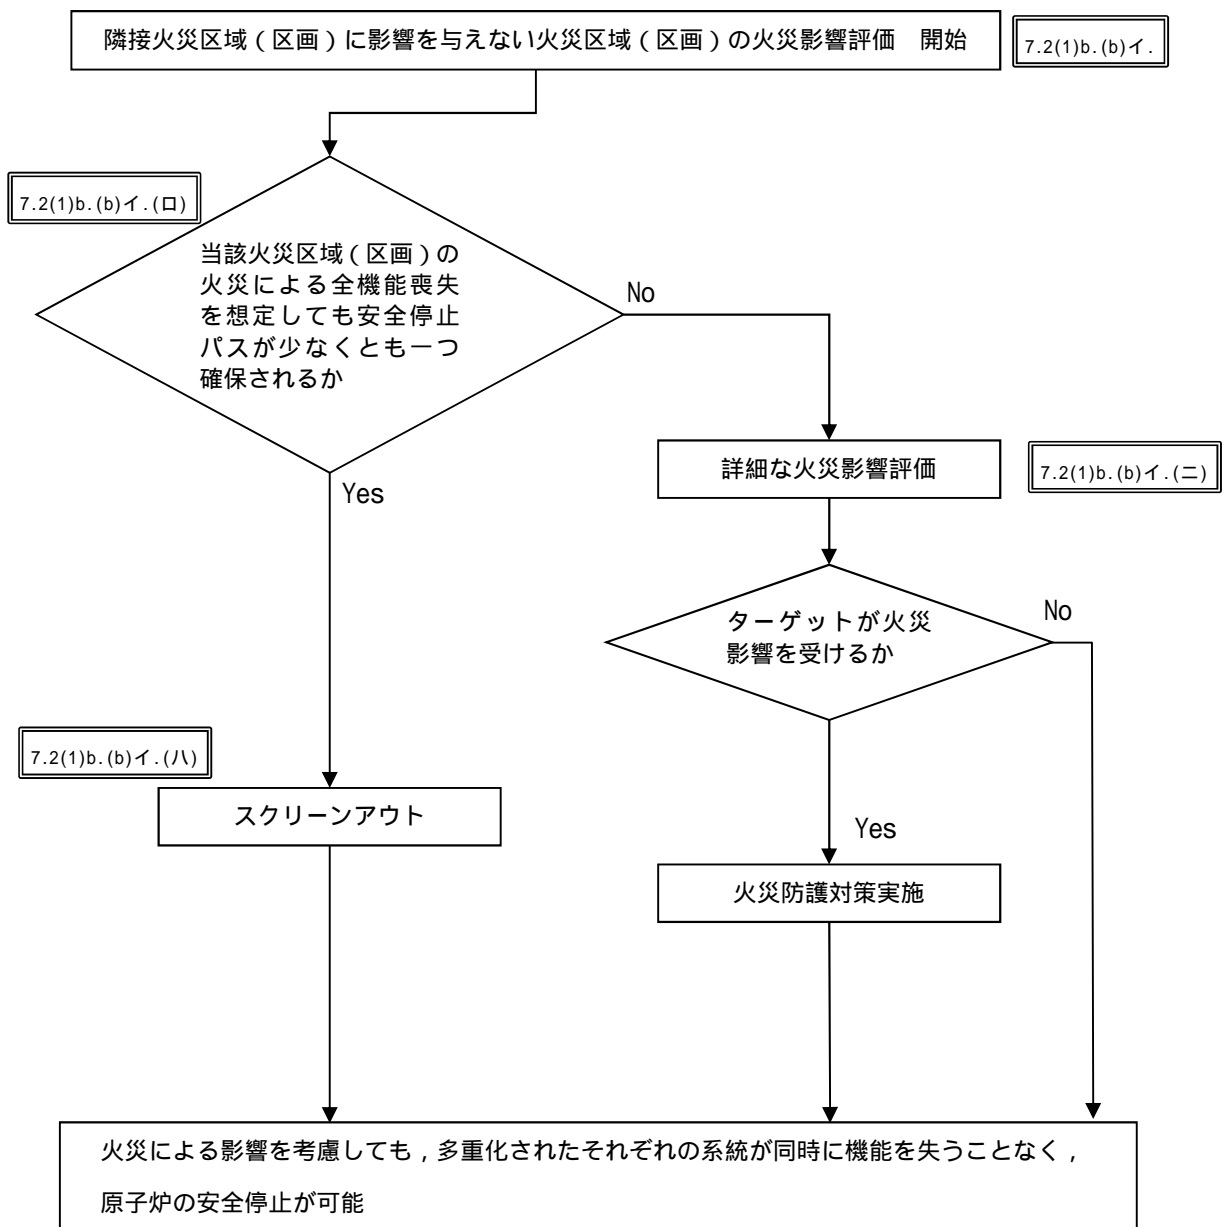 隣接火災区域（区画）に影響を与えない火災区域（区画）の火災影響評価　開始
7.2(1)b.(b)イ.
7.2(1)b.(b)イ.(ロ)
当該火災区域（区画）の
火災による全機能喪失
を想定しても安全停止
パスが少なくとも一つ
確保されるか
No
Yes
詳細な火災影響評価
7.2(1)b.(b)イ.(ニ)
ターゲットが火災
影響を受けるか
No
Yes
7.2(1)b.(b)イ.(ハ)
スクリーンアウト
火災防護対策実施
火災による影響を考慮しても，多重化されたそれぞれの系統が同時に機能を失うことなく，
原子炉の安全停止が可能